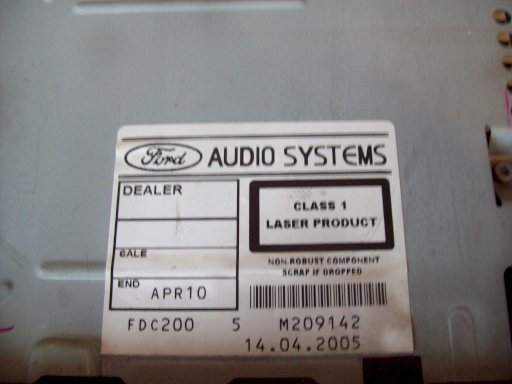 Ford AUDIO SYSTEMS
DEALER
SALE
END APR10
CLASS 1
LASER PRODUCT
NON-ROBUST COMPONENT
SCRAP IF DROPPED
FDC200 5 M209142
14.04.2005